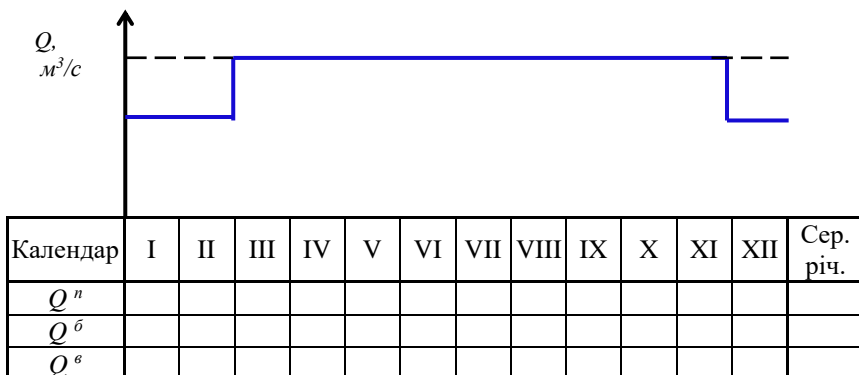 Q,
м³/с
Календар I II III IV V VI VII VIII IX X XI XII Сер. річ.
Q п
Q б
Q в